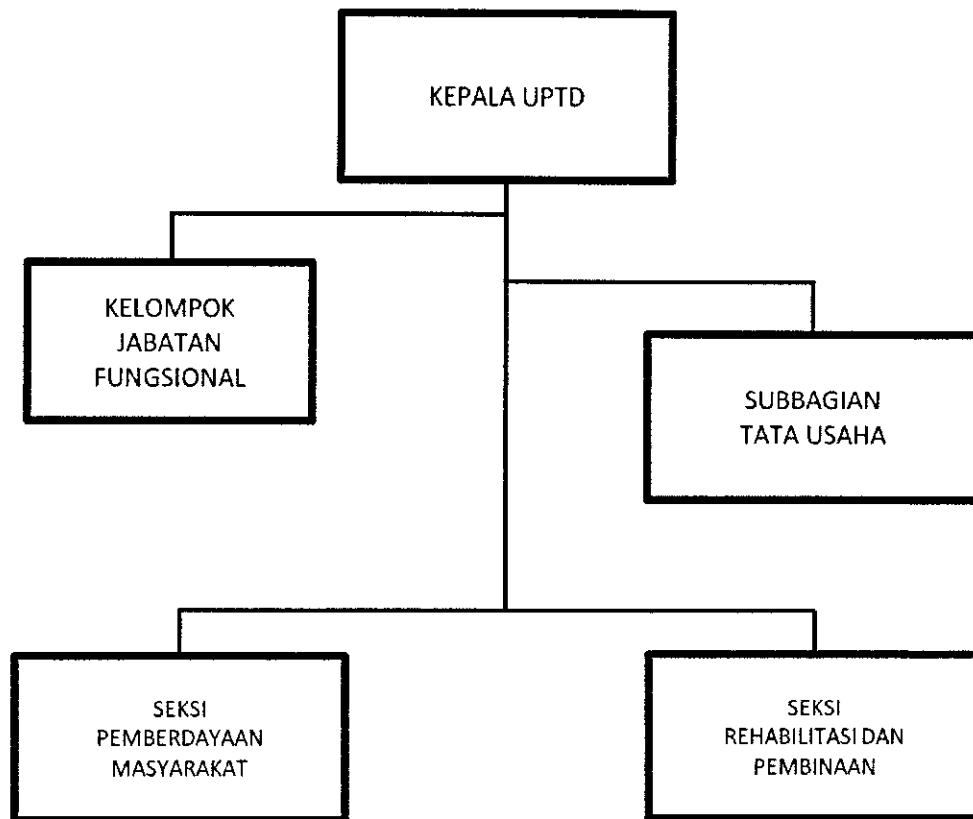 KEPALA UPTD
KELOMPOK
JABATAN
FUNGSIONAL
SUBBAGIAN
TATA USAHA
SEKSI
PEMBERDAYAAN
MASYARAKAT
SEKSI
REHABILITASI DAN
PEMBINAAN